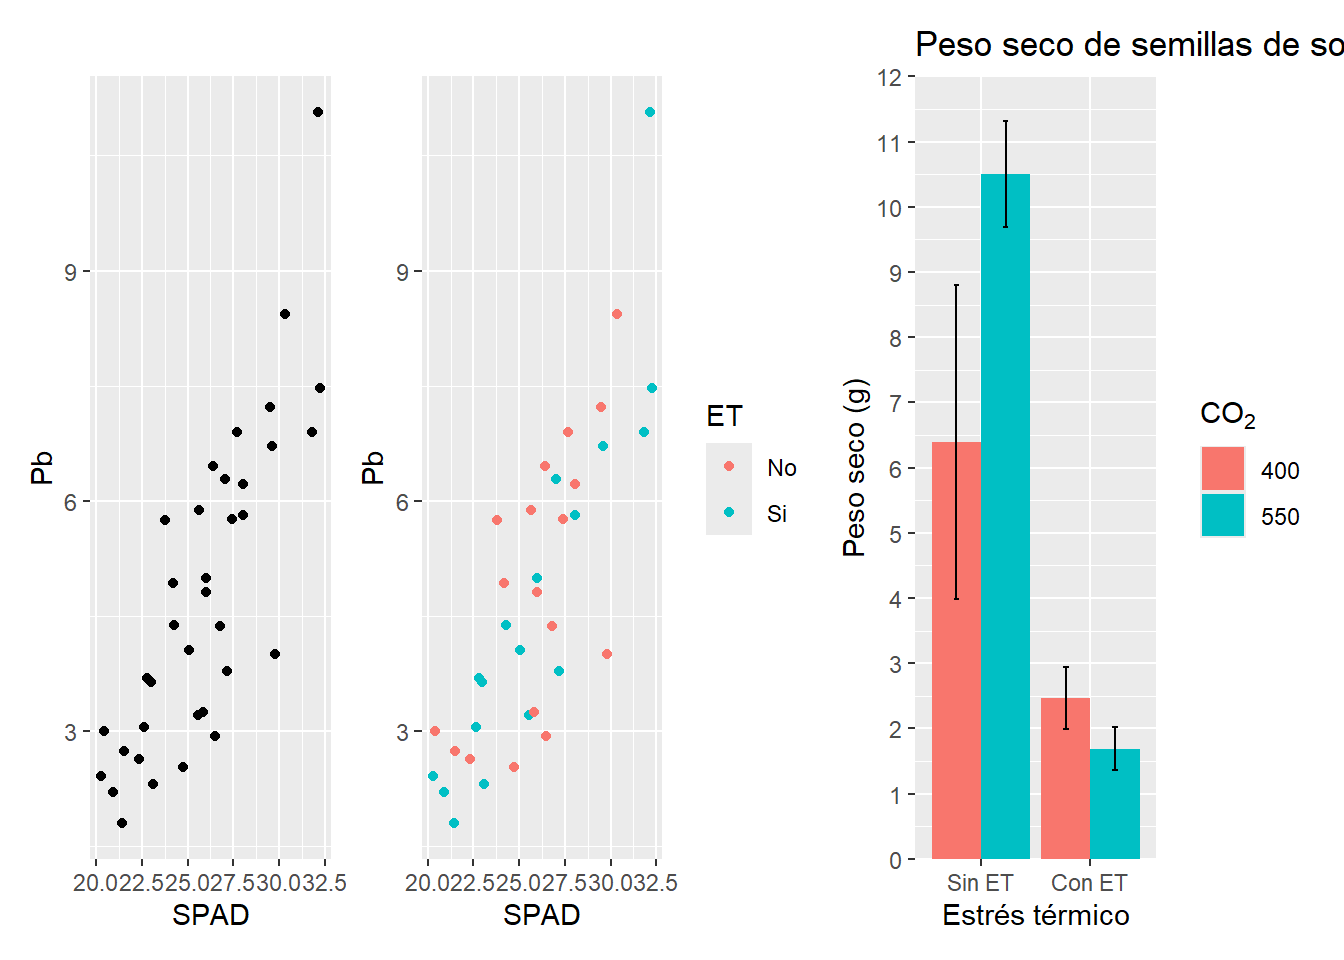 Peso seco de semillas de so
Pb
9
6
3
20.022.525.027.530.032.5
SPAD
Pb
9
6
3
20.022.525.027.530.032.5
SPAD
ET
No
Si
Peso seco (g)
12
11
10
9
8
7
6
5
4
3
2
1
0
Sin ET
Con ET
Estrés térmico
CO₂
400
550